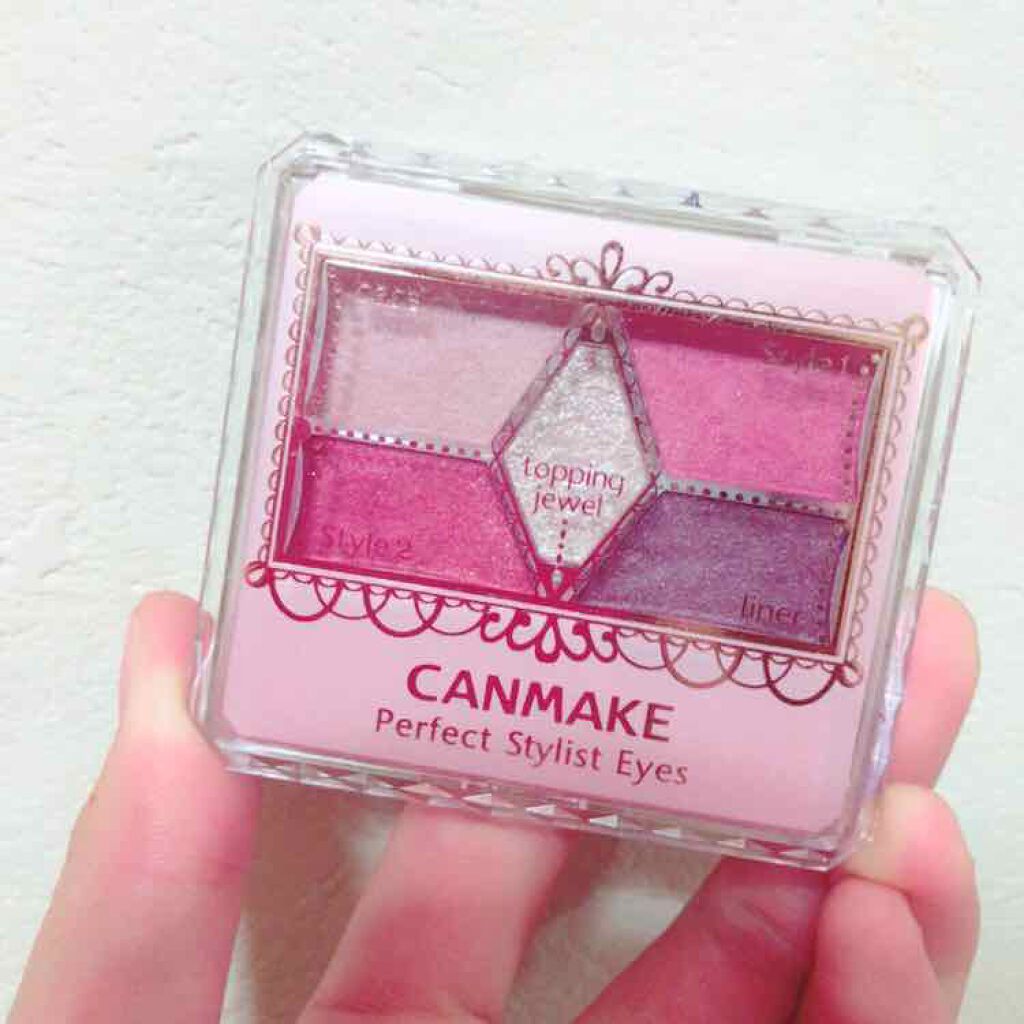 Style 1
topping
jewel
Style 2
liner
CANMAKE
Perfect Stylist Eyes